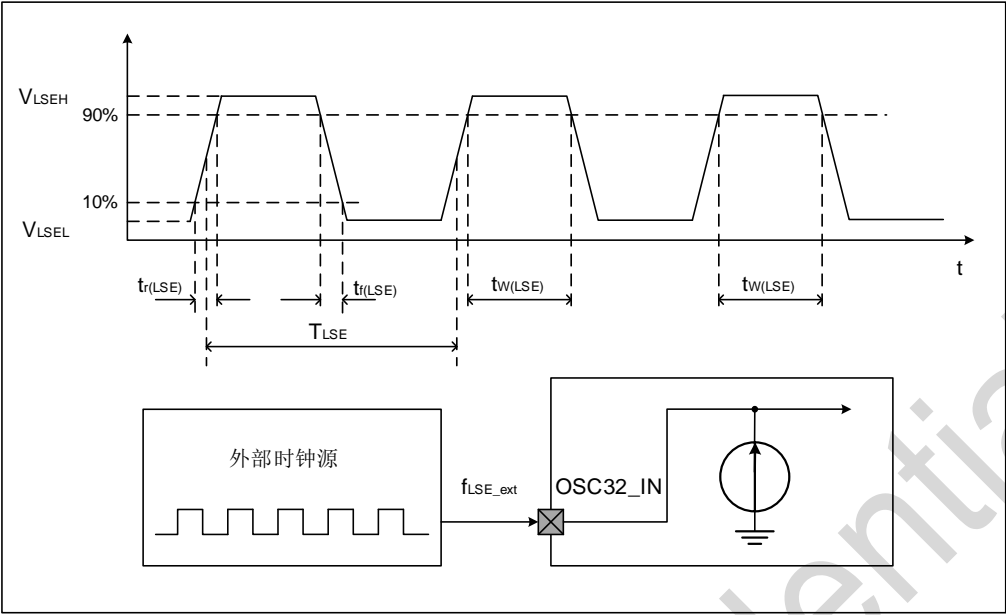 VLSEH
90%
10%
VLSEL
t
tr(LSE)
tf(LSE)
tW(LSE)
tW(LSE)
TLSE
外部时钟源
fLSE_ext
OSC32_IN